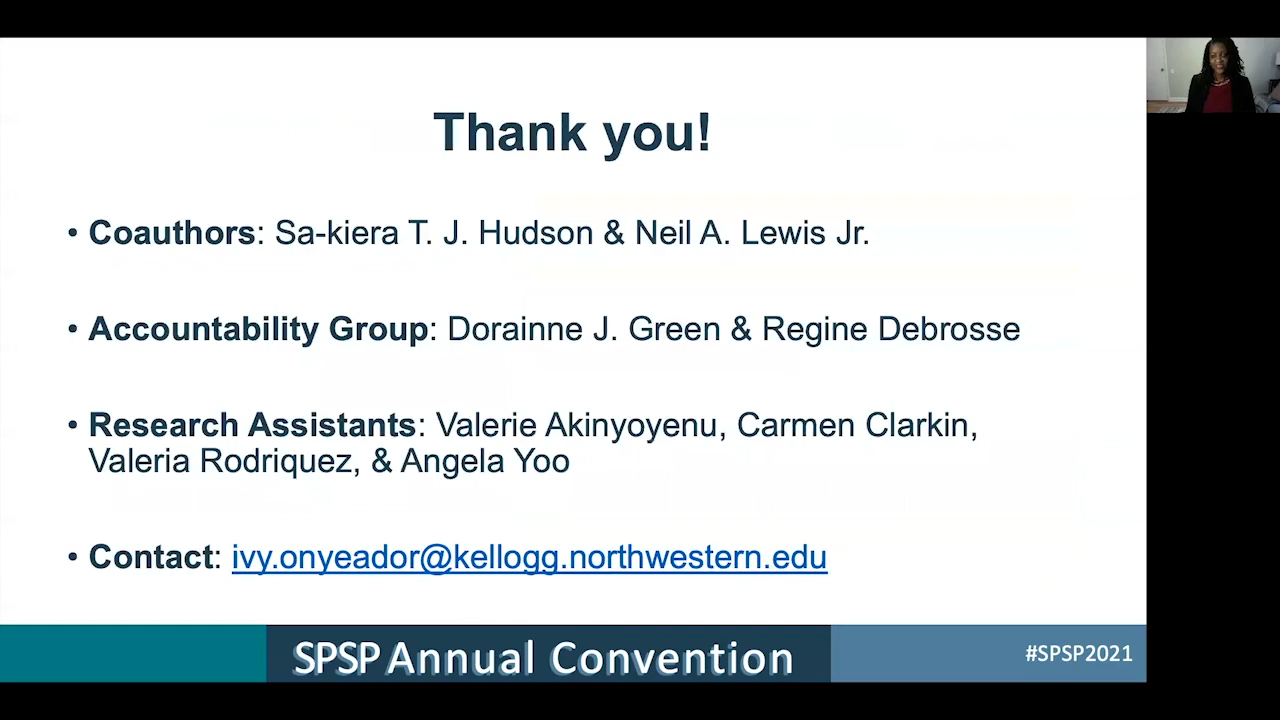 Thank you!
• Coauthors: Sa-kiera T. J. Hudson & Neil A. Lewis Jr.
• Accountability Group: Dorainne J. Green & Regine Debrosse
• Research Assistants: Valerie Akinyoyenu, Carmen Clarkin,
Valeria Rodriquez, & Angela Yoo
• Contact: ivy.onyeador@kellogg.northwestern.edu
SPSP Annual Convention
#SPSP2021